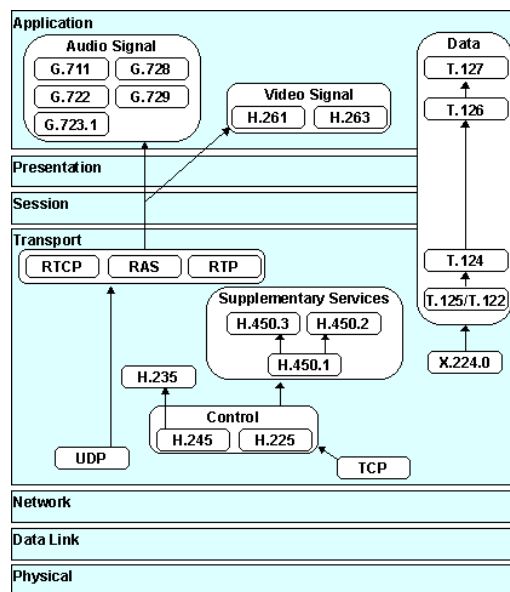 Application
Audio Signal
G.711 G.728
G.722 G.729
G.723.1
Video Signal
H.261 H.263
Data
T.127
T.126
Presentation
Session
Transport
RTCP RAS RTP
T.124
T.125/T.122
Supplementary Services
H.450.3 H.450.2
H.450.1
X.224.0
H.235
Control
H.245 H.225
UDP
TCP
Network
Data Link
Physical